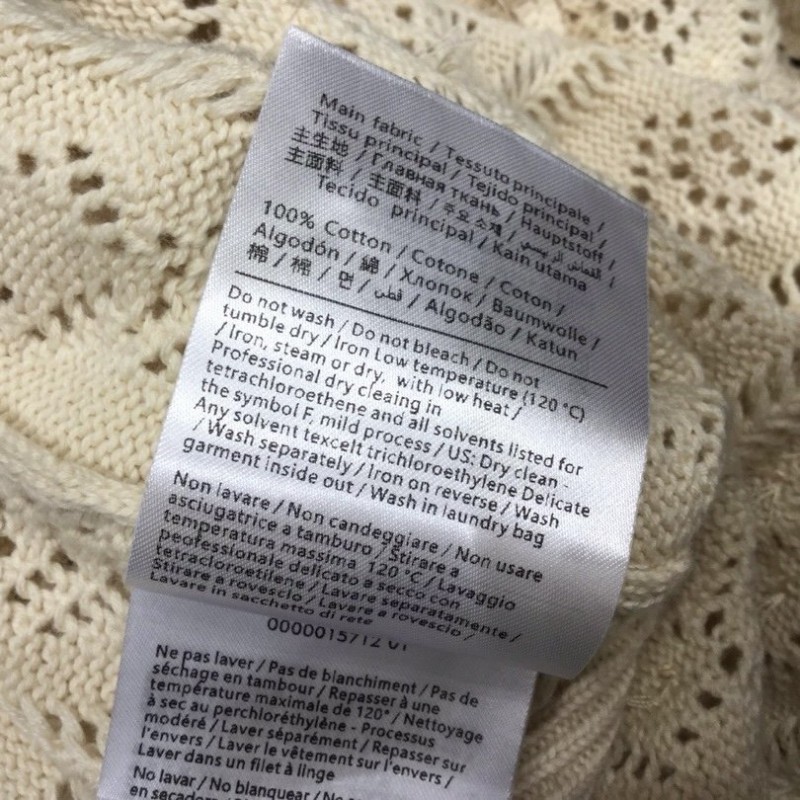 Main fabric / Tessuto principale /
Tissu principal / Tejido principal /
主生地 / Главная ткань / Hauptstoff /
主面料 / 主面料 / 주요 소재 / القماش الرئيسي
Tecido principal / Kain utama
100% Cotton / Cotone / Coton /
Algodón / 綿 / Хлопок / Baumwolle /
棉 / 棉 / 면 / قطن / Algodão / Katun
Do not wash / Do not bleach / Do not
tumble dry / Iron Low temperature (120 °C)
/ Iron, steam or dry, with low heat /
Professional dry clearing in
tetrachloroethene and all solvents listed for
the symbol F, mild process / US: Dry clean -
Any solvent texcelt trichloroethylene Delicate
/ Wash separately / Iron on reverse / Wash
garment inside out / Wash in laundry bag
Non lavare / Non candeggiare / Non usare
asciugatrice a tamburo / Stirare a
temperatura massima 120 °C / Lavaggio
peofessionale delicato a secco con
tetracloroetilene / Lavare separatamente /
Stirare a rovescio / Lavare a rovescio /
Lavare in sacchetto di rete
0000015712 01
Ne pas laver / Pas de blanchiment / Pas de
séchage en tambour / Repasser à une
température maximale de 120° / Nettoyage
à sec au perchloréthylène - Processus
modéré / Laver séparément / Repasser sur
l'envers / Laver le vêtement sur l'envers /
Laver dans un filet à linge
No lavar / No blanquear / No
en secadora